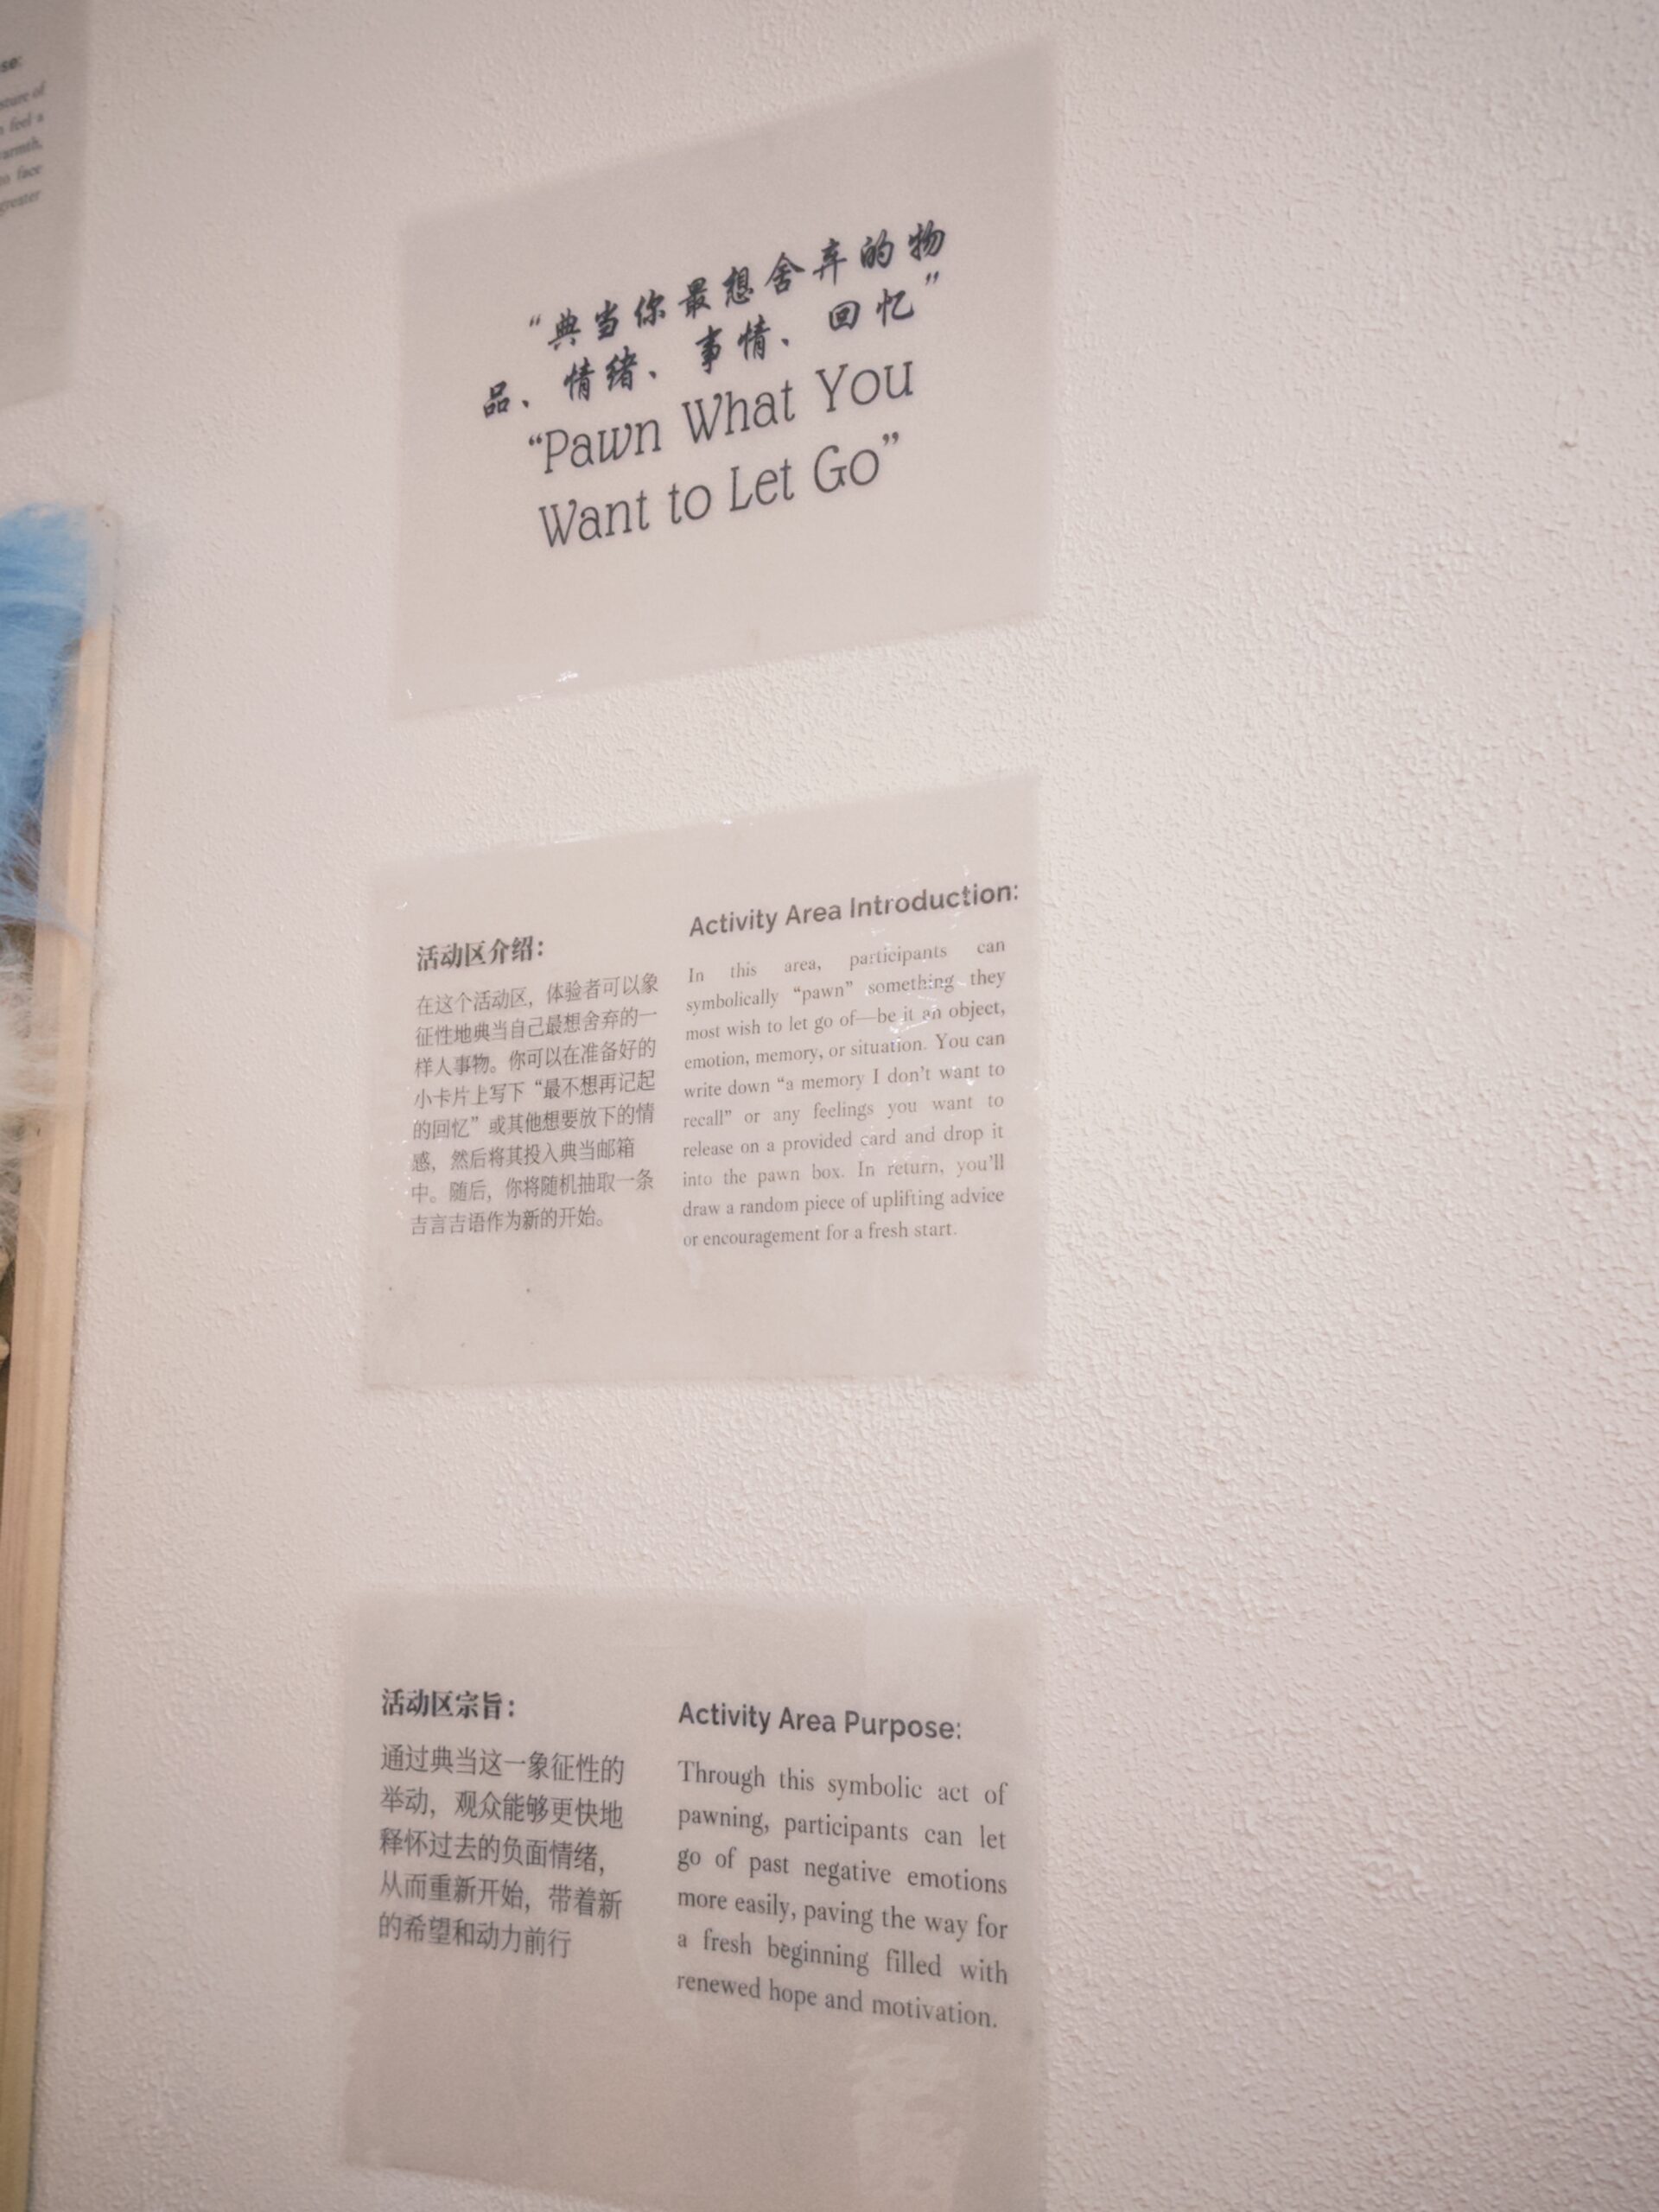 se:
sture of
feel a
armth,
to face
greater
“典当你最想舍弃的物
品、情绪、事情、回忆”
“Pawn What You
Want to Let Go”
活动区介绍：
在这个活动区，体验者可以象
征性地典当自己最想舍弃的一
样人事物。你可以在准备好的
小卡片上写下“最不想再记起
的回忆”或其他想要放下的情
感，然后将其投入典当邮箱
中。随后，你将随机抽取一条
吉言吉语作为新的开始。
Activity Area Introduction:
In this area, participants can
symbolically “pawn” something they
most wish to let go of—be it an object,
emotion, memory, or situation. You can
write down “a memory I don’t want to
recall” or any feelings you want to
release on a provided card and drop it
into the pawn box. In return, you’ll
draw a random piece of uplifting advice
or encouragement for a fresh start.
活动区宗旨：
通过典当这一象征性的
举动，观众能够更快地
释怀过去的负面情绪，
从而重新开始，带着新
的希望和动力前行
Activity Area Purpose:
Through this symbolic act of
pawning, participants can let
go of past negative emotions
more easily, paving the way for
a fresh beginning filled with
renewed hope and motivation.